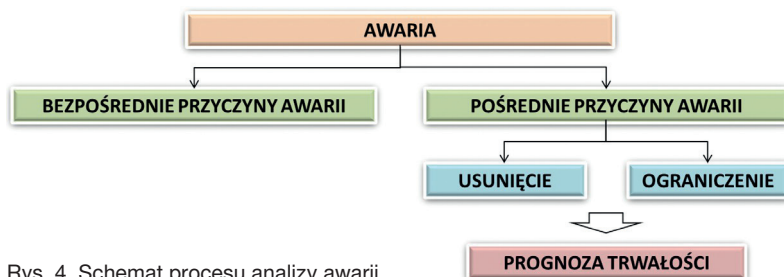 AWARIA
BEZPOŚREDNIE PRZYCZYNY AWARII
POŚREDNIE PRZYCZYNY AWARII
USUNIĘCIE
OGRANICZENIE
PROGNOZA TRWAŁOŚCI
Rys. 4. Schemat procesu analizy awarii